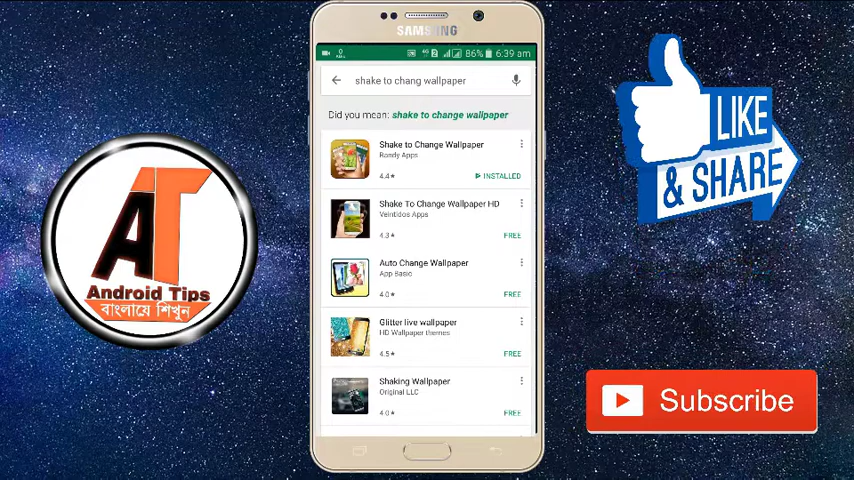 SAMSUNG
86% 6:39 am
shake to chang wallpaper
Did you mean: shake to change wallpaper
Shake to Change Wallpaper
Randy Apps
4.4★ INSTALLED
Shake To Change Wallpaper HD
Veintidos Apps
4.3★ FREE
Auto Change Wallpaper
App Basic
4.0★ FREE
Glitter live wallpaper
HD Wallpaper themes
4.5★ FREE
Shaking Wallpaper
Original LLC
4.0★ FREE
AT
Android Tips
বাংলাযে শিখুন
LIKE
& SHARE
Subscribe